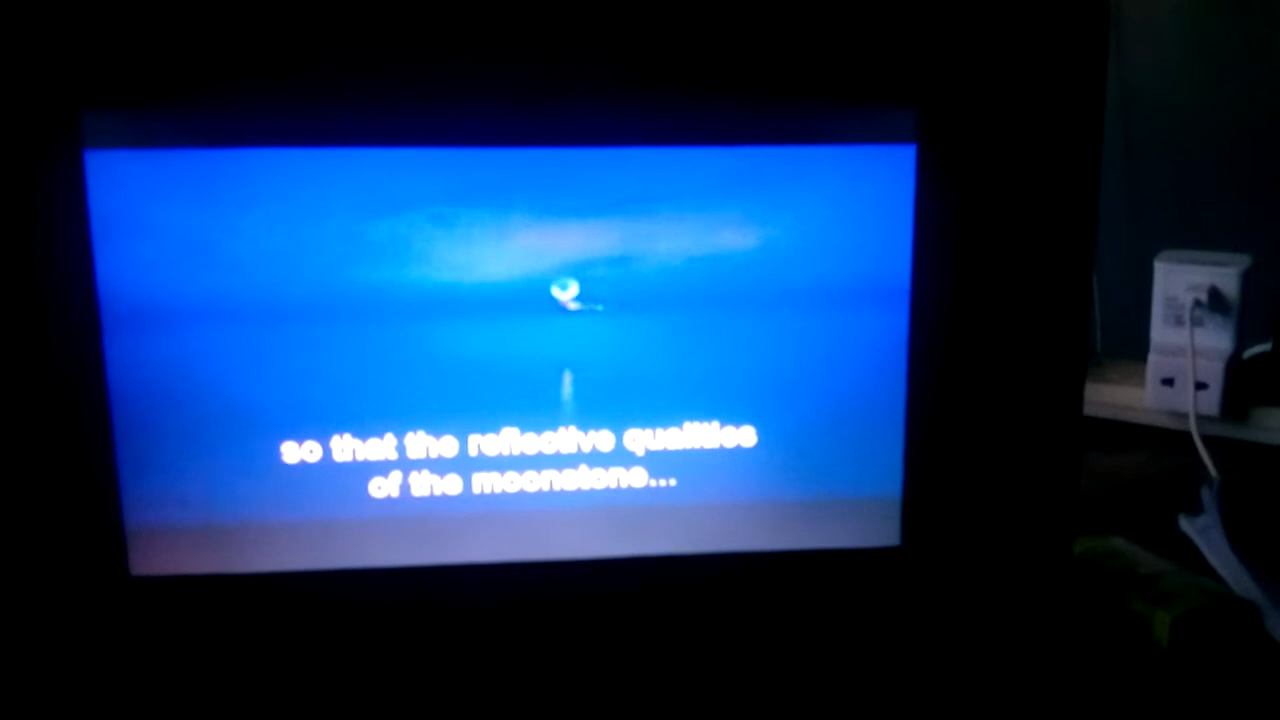 so that the reflective qualities
of the moonstone...